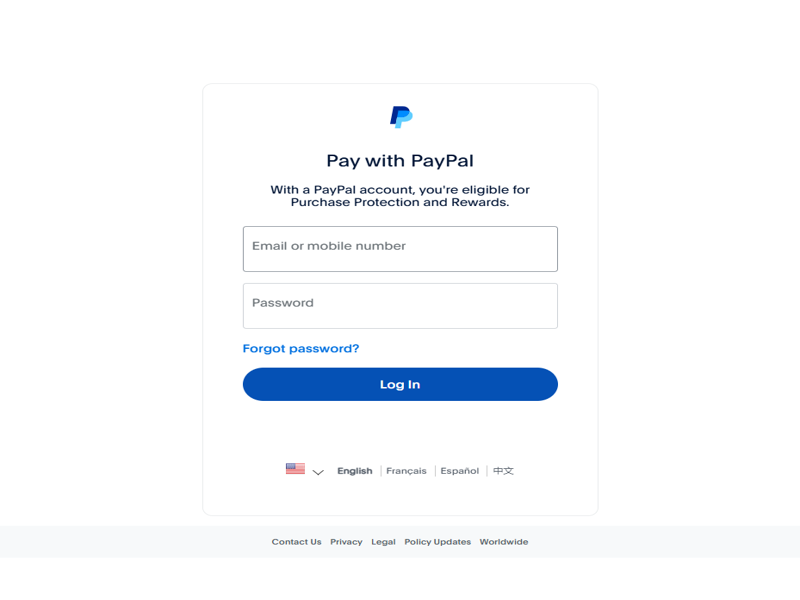 Pay with PayPal
With a PayPal account, you're eligible for
Purchase Protection and Rewards.
Email or mobile number
Password
Forgot password?
Log In
English Français Español 中文
Contact Us Privacy Legal Policy Updates Worldwide